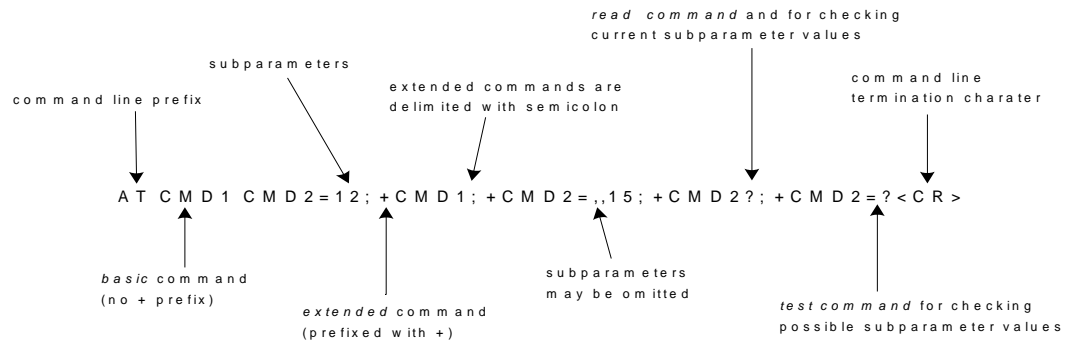 read command and for checking
current subparameter values
subparameters
extended commands are
delimited with semicolon
command line
termination charater
command line prefix
AT CMD1 CMD2=12; +CMD1; +CMD2=,,15; +CMD2?; +CMD2=?<CR>
basic command
(no + prefix)
extended command
(prefixed with +)
subparameters
may be omitted
test command for checking
possible subparameter values